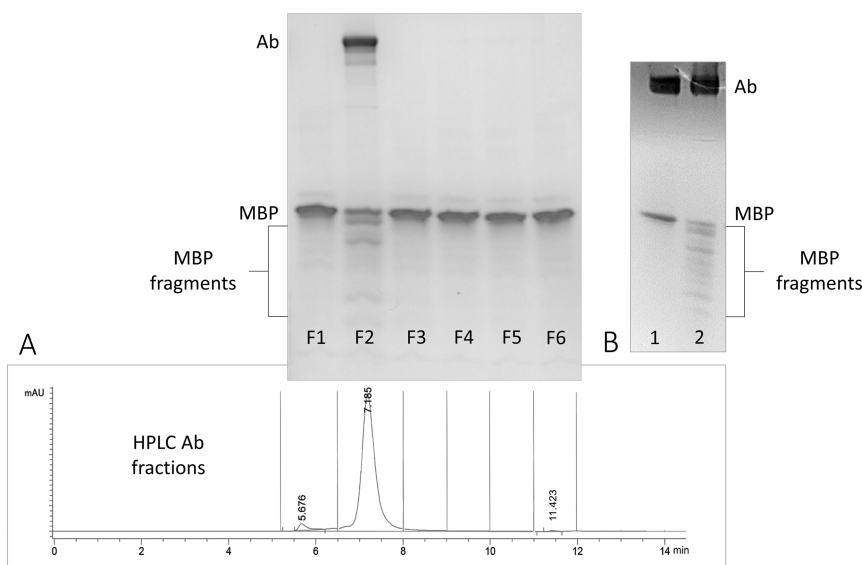 Ab
MBP
MBP
fragments
F1 F2 F3 F4 F5 F6
A
Ab
MBP
MBP
fragments
B 1 2
mAU
HPLC Ab
fractions
5.676
7.185
11.423
0 2 4 6 8 10 12 14 min